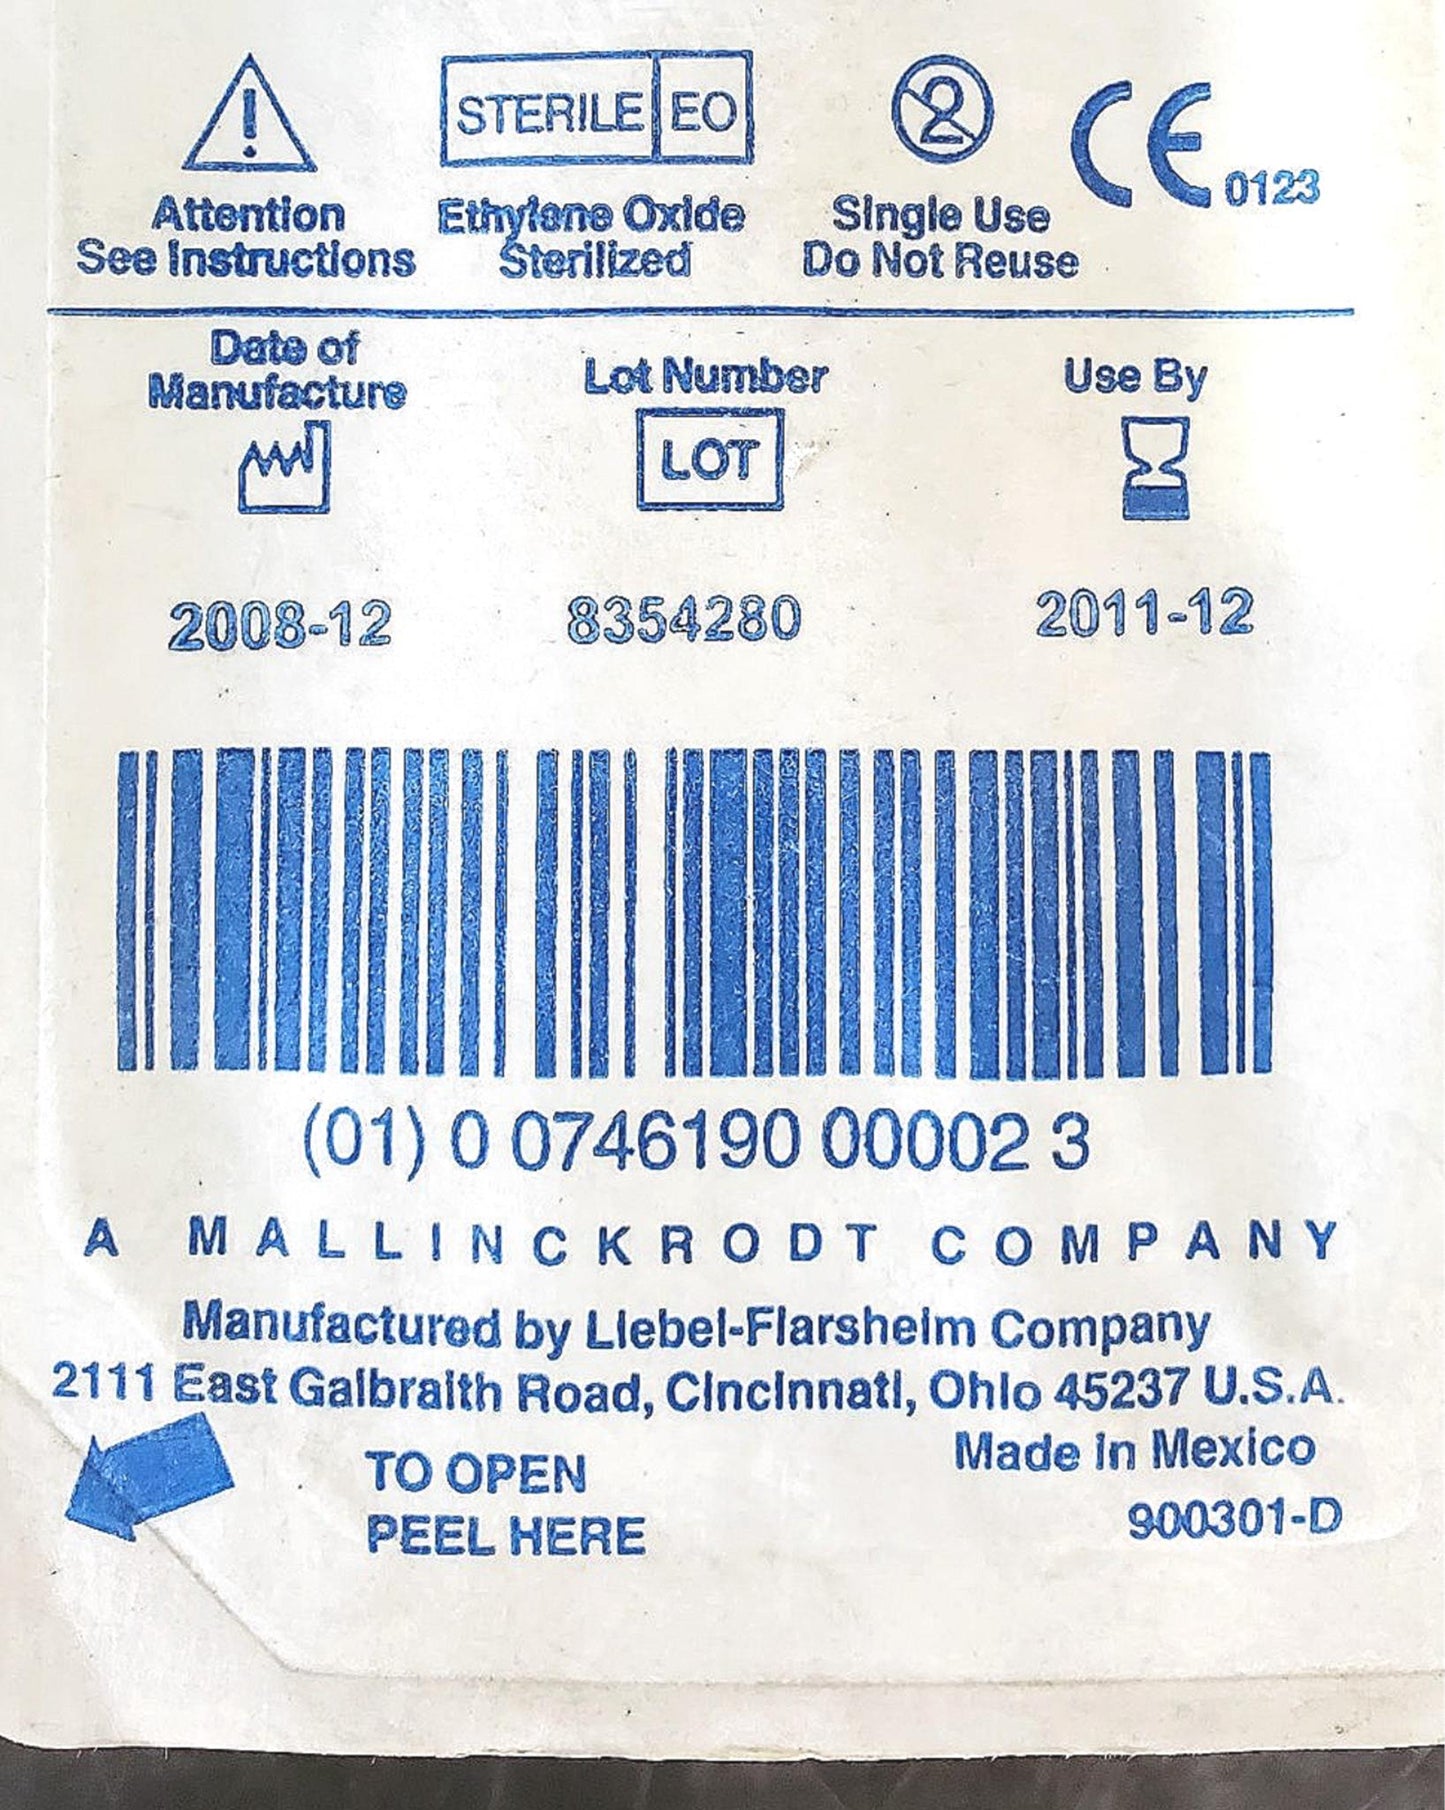 STERILE EO
CE 0123
Attention
See Instructions
Ethylene Oxide
Sterilized
Single Use
Do Not Reuse
Date of
Manufacture
Lot Number
Use By
LOT
2008-12
8354280
2011-12
(01) 0 0746190 00002 3
A MALLINCKRODT COMPANY
Manufactured by Liebel-Flarsheim Company
2111 East Galbraith Road, Cincinnati, Ohio 45237 U.S.A.
Made in Mexico
TO OPEN
PEEL HERE
900301-D